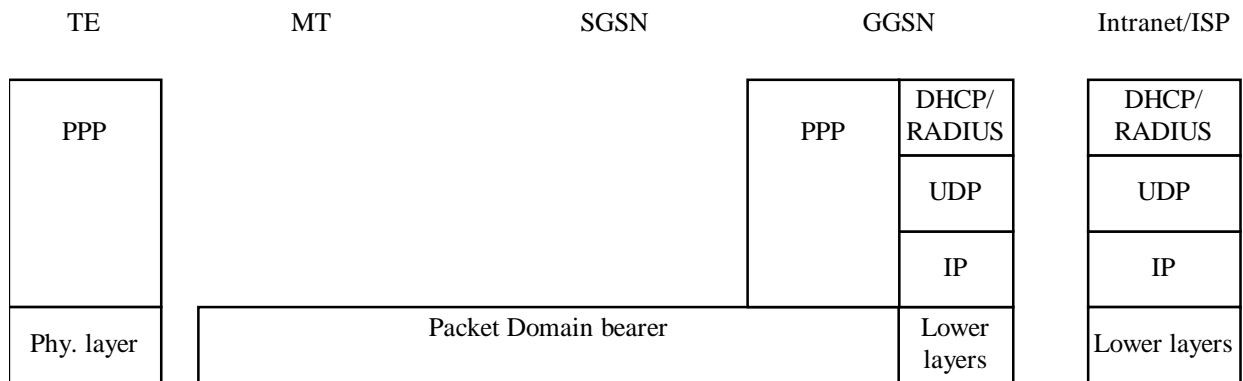 TE MT SGSN GGSN Intranet/ISP
PPP PPP DHCP/ DHCP/
RADIUS RADIUS
UDP UDP
IP IP
Phy. layer Packet Domain bearer Lower Lower layers
layers